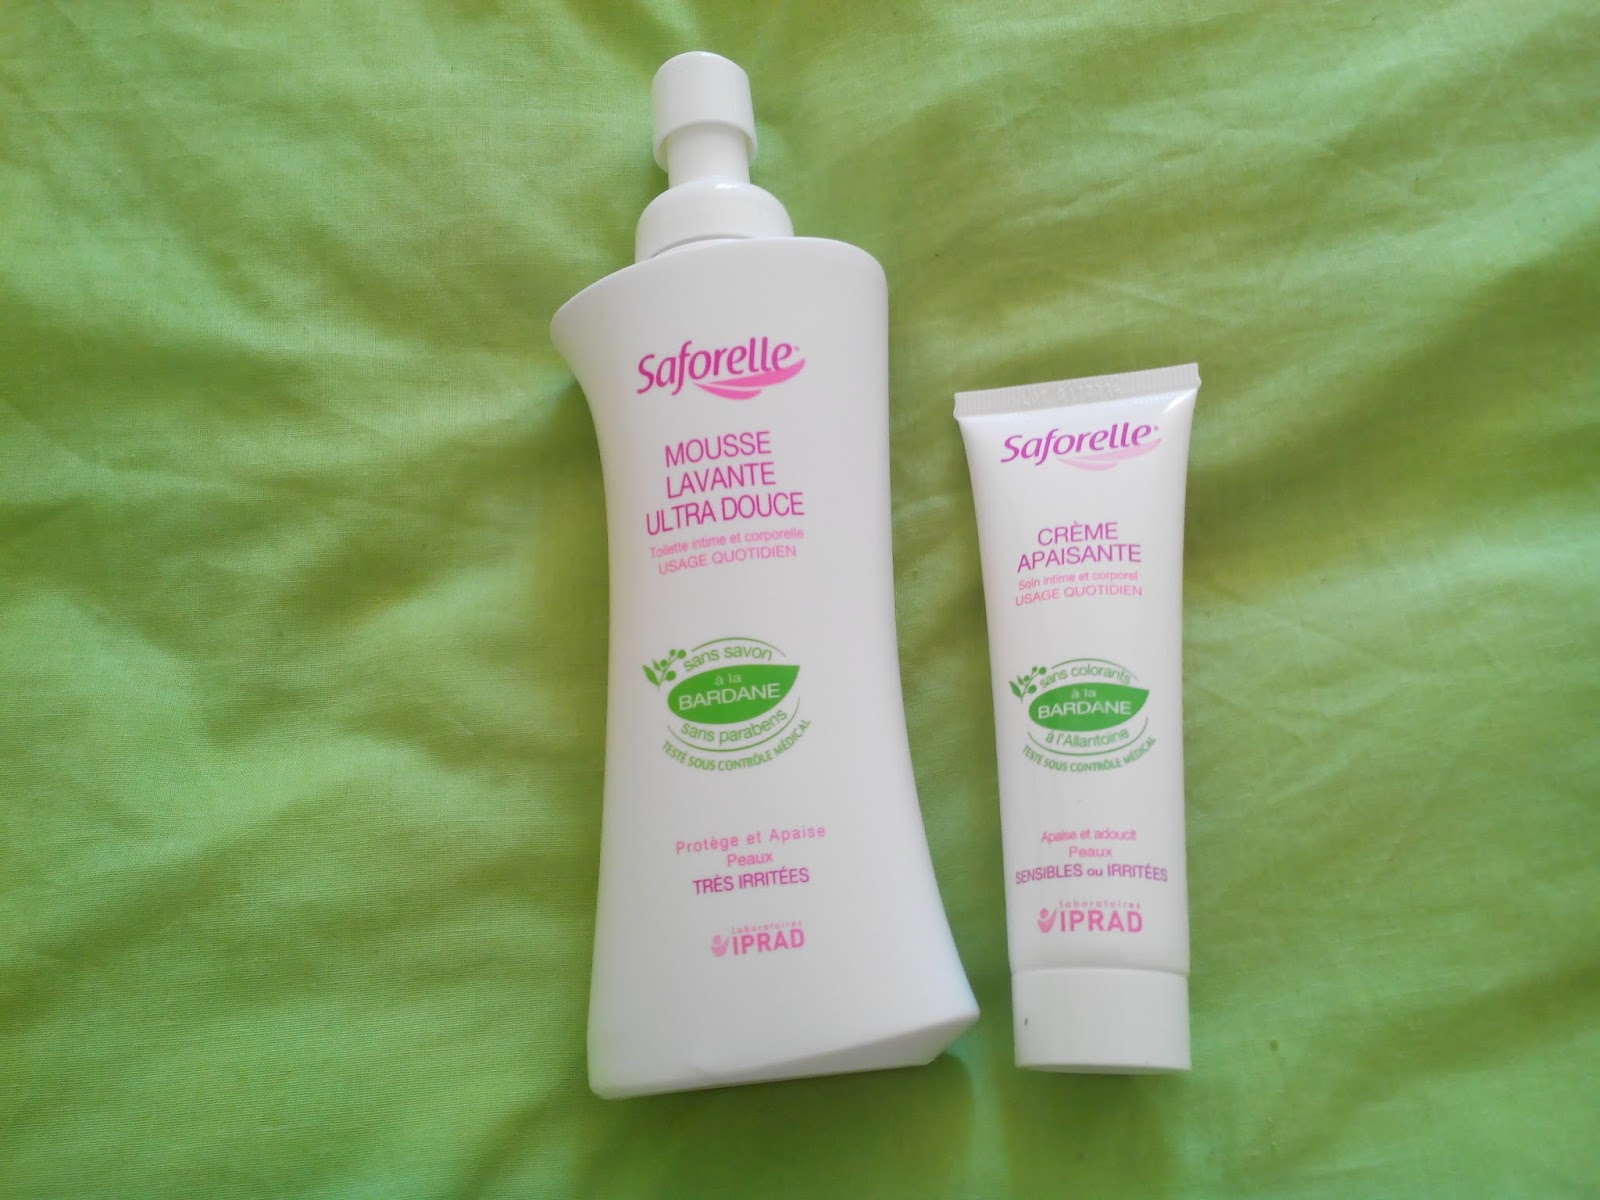 Saforelle
MOUSSE
LAVANTE
ULTRA DOUCE
Toilette intime et corporelle
USAGE QUOTIDIEN
sans savon
à la
BARDANE
sans parabens
TESTÉ SOUS CONTRÔLE MÉDICAL
Protège et Apaise
Peaux
TRÈS IRRITÉES
Laboratoires
IPRAD
Saforelle
CRÈME
APAISANTE
Soin intime et corporel
USAGE QUOTIDIEN
sans colorants
à la
BARDANE
à l'Allantoïne
TESTÉ SOUS CONTRÔLE MÉDICAL
Apaise et adoucit
Peaux
SENSIBLES ou IRRITÉES
Laboratoires
IPRAD